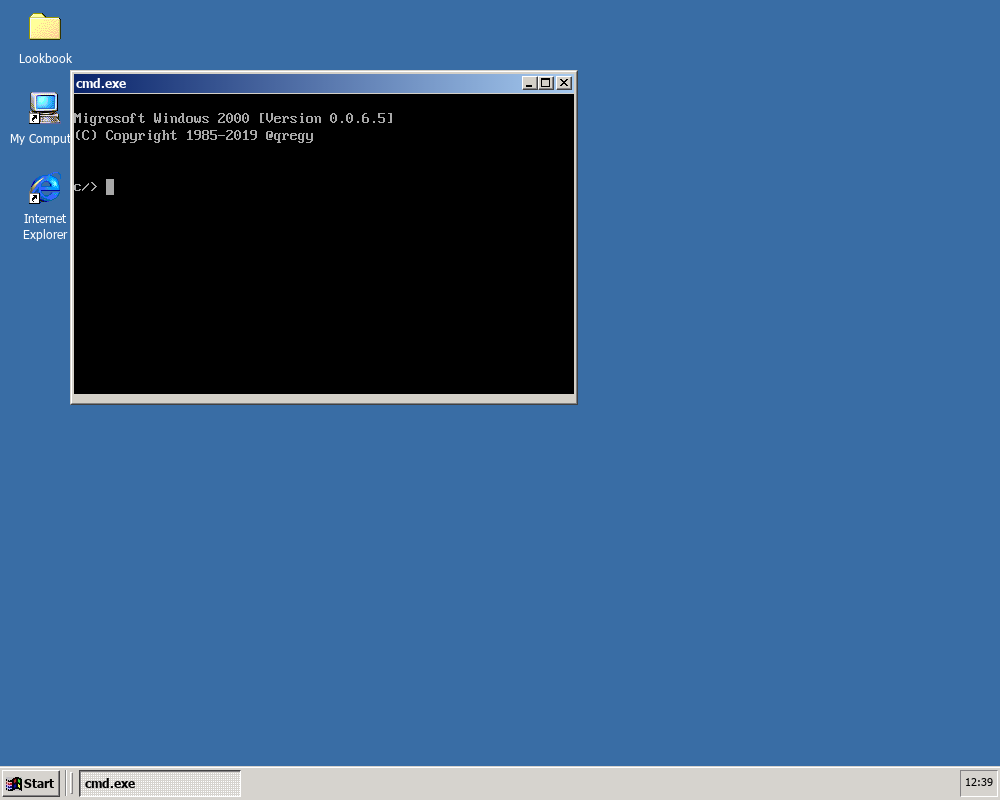 Lookbook
My Comput
Internet
Explorer
cmd.exe
Migrosoft Windows 2000 [Version 0.0.6.5]
(C) Copyright 1985-2019 @qregy
c/>
Start
cmd.exe
12:39